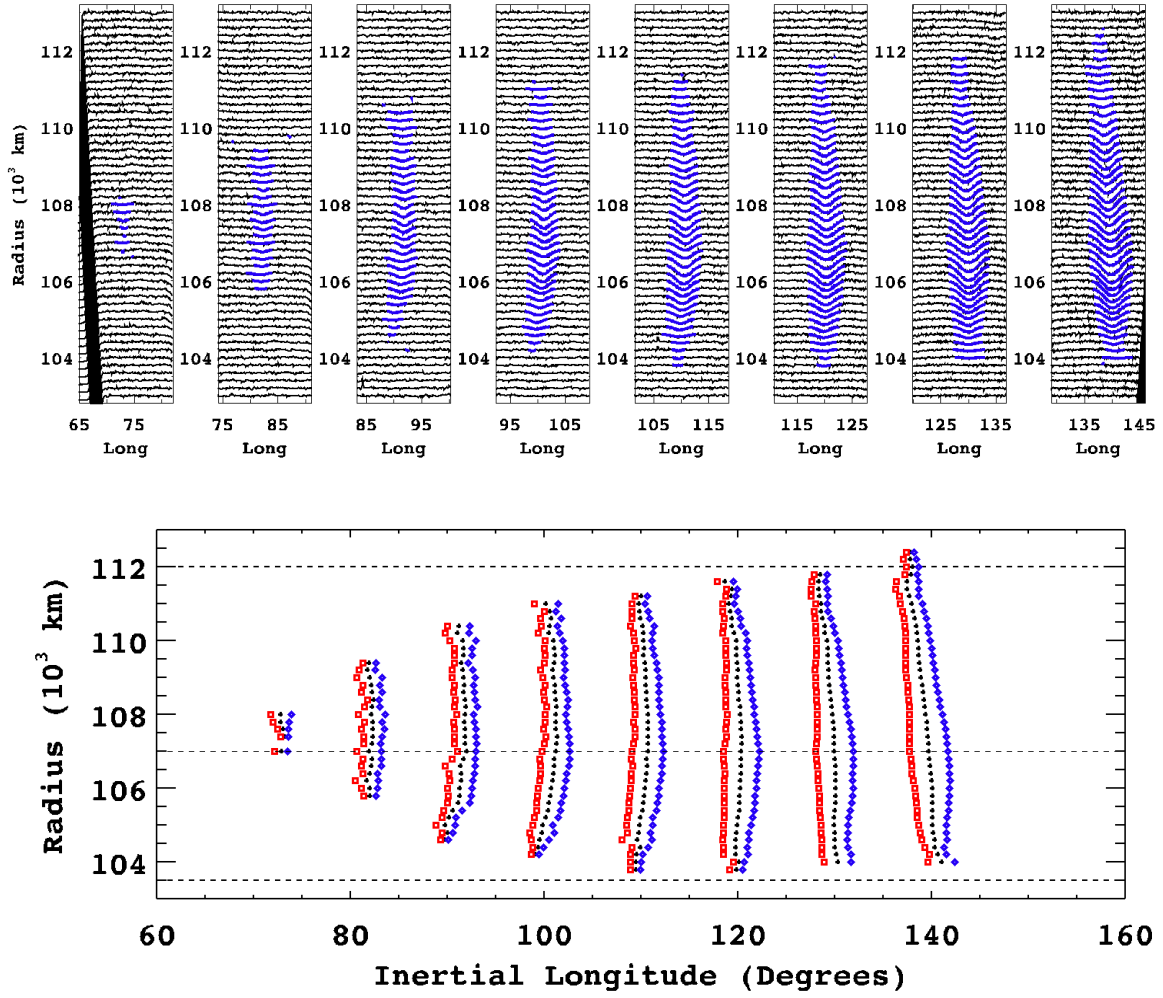 112 112 112 112 112 112 112 112
110 110 110 110 110 110 110 110
108 108 108 108 108 108 108 108
106 106 106 106 106 106 106 106
104 104 104 104 104 104 104 104
Radius (10³ km)
65 75 75 85 85 95 95 105 105 115 115 125 125 135 135 145
Long Long Long Long Long Long Long Long
112
110
108
106
104
Radius (10³ km)
60 80 100 120 140 160
Inertial Longitude (Degrees)